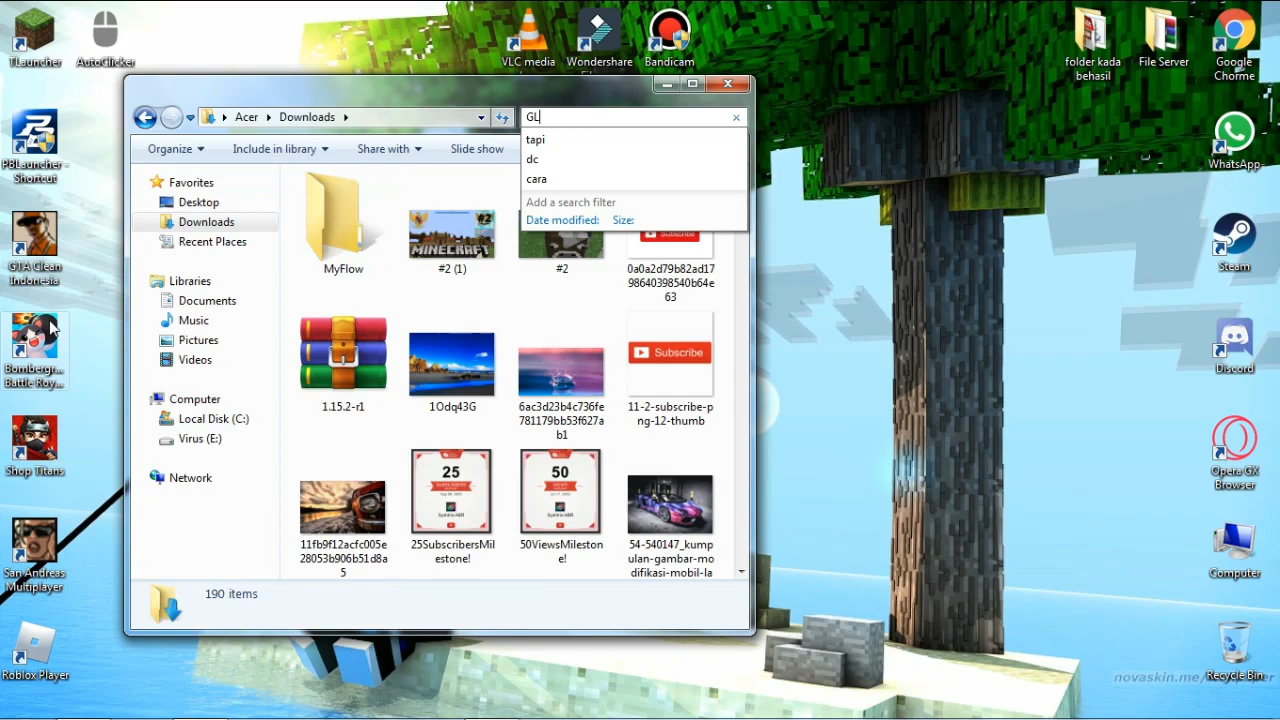 TLauncher
AutoClicker
VLC media
Wondershare
Bandicam
folder kada
behasil
File Server
Google
Chorme
PBLauncher -
Shortcut
GTA Clean
Indonesia
Bombergr...
Battle Roy...
Shop Titans
San Andreas
Multiplayer
Roblox Player
WhatsApp
Steam
Discord
Opera GX
Browser
Computer
Recycle Bin
Acer
Downloads
GL
tapi
dc
cara
Add a search filter
Date modified:
Size:
Organize
Include in library
Share with
Slide show
Favorites
Desktop
Downloads
Recent Places
Libraries
Documents
Music
Pictures
Videos
Computer
Local Disk (C:)
Virus (E:)
Network
MyFlow
#2
MINECRAFT
#2 (1)
#2
Subscribe
0a0a2d79b82ad17
98640398540b64e
63
1.15.2-r1
1Odq43G
6ac3d23b4c736fe
781179bb53f627a
b1
Subscribe
11-2-subscribe-p
ng-12-thumb
11fb9f12acfc005e
28053b906b51d8a
5
25
25SubscribersMil
estone!
50
50ViewsMileston
e!
54-540147_kump
ulan-gambar-mo
difikasi-mobil-la
190 items